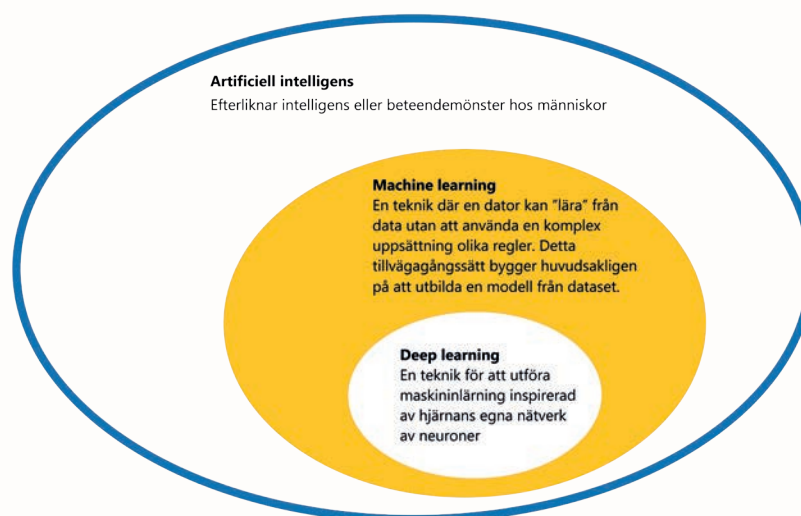 Artificiell intelligens
Efterliknar intelligens eller beteendemönster hos människor
Machine learning
En teknik där en dator kan ”lära” från
data utan att använda en komplex
uppsättning olika regler. Detta
tillvägagångssätt bygger huvudsakligen
på att utbilda en modell från dataset.
Deep learning
En teknik för att utföra
maskininlärning inspirerad
av hjärnans egna nätverk
av neuroner